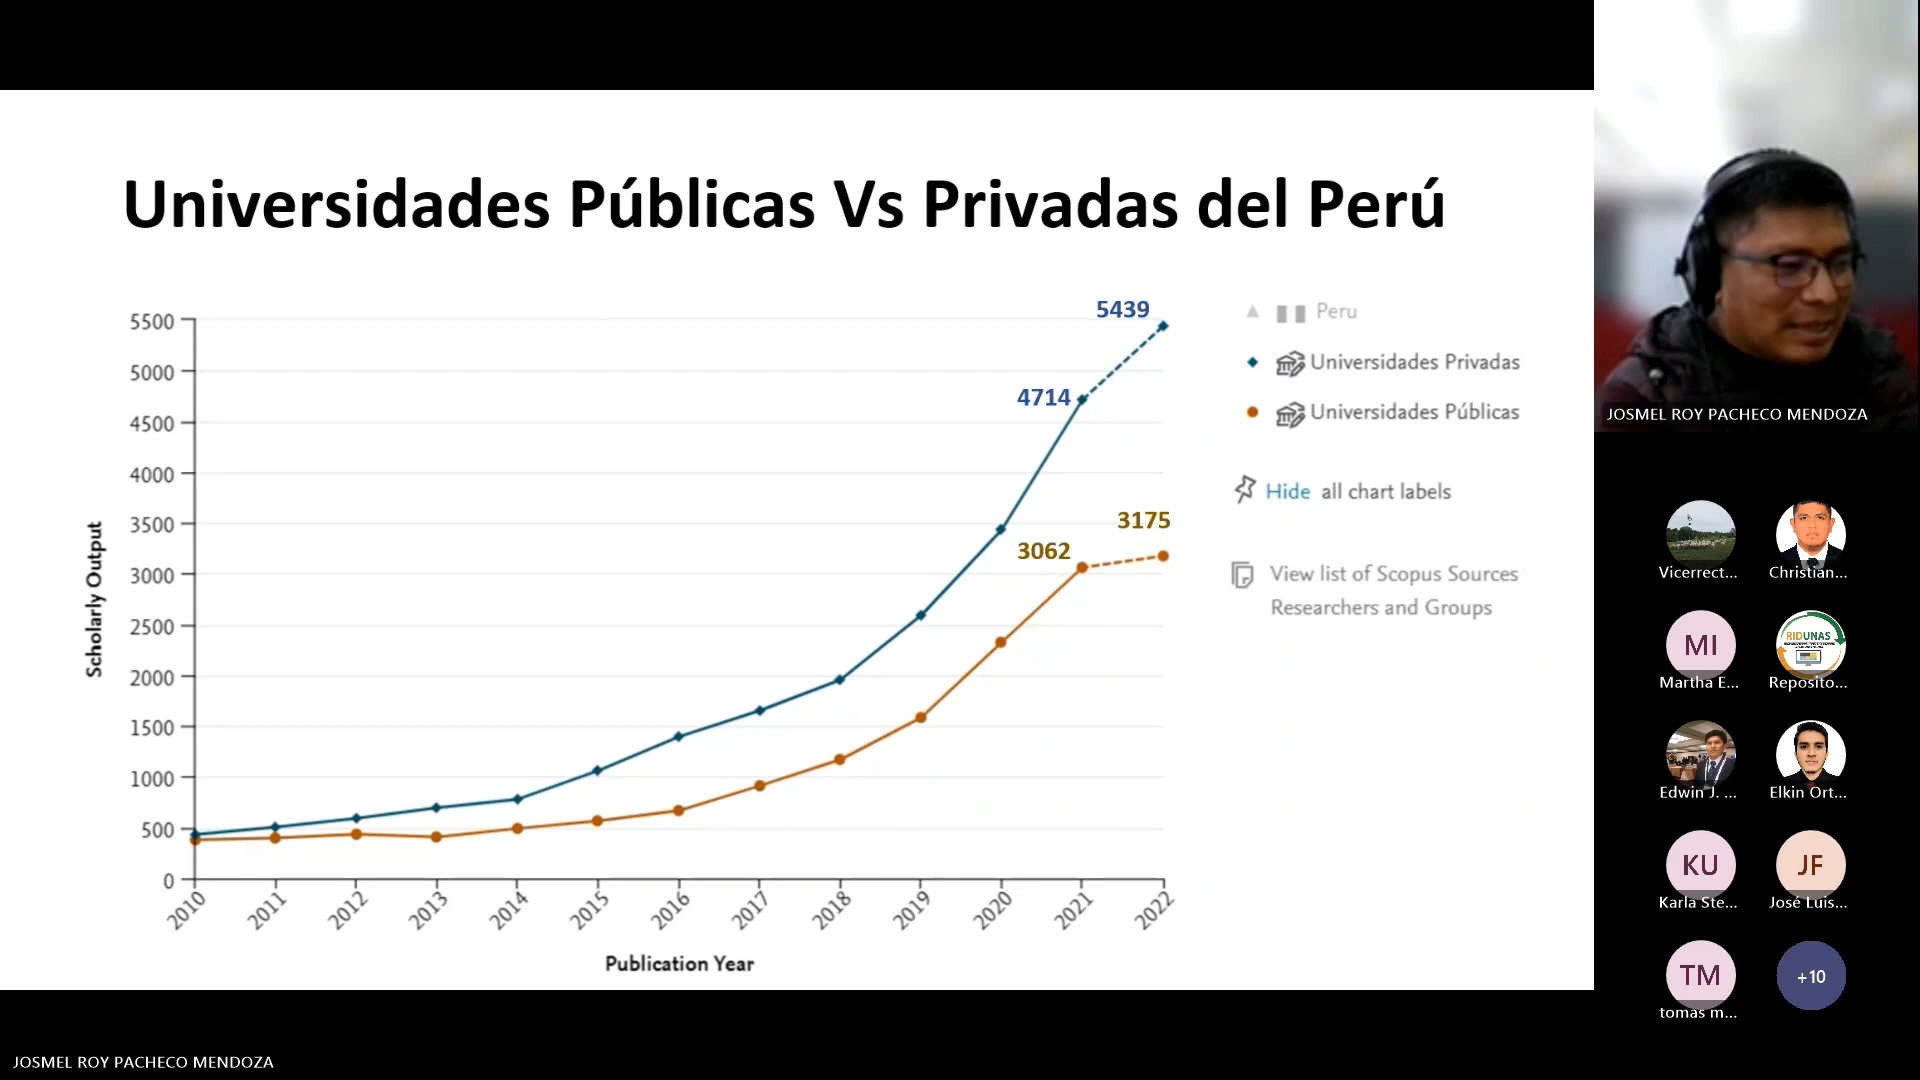 Universidades Públicas Vs Privadas del Perú
5500
5000
4500
4000
3500
3000
2500
2000
1500
1000
500
0
Scholarly Output
5439
4714
3175
3062
2010
2011
2012
2013
2014
2015
2016
2017
2018
2019
2020
2021
2022
Publication Year
Peru
Universidades Privadas
Universidades Públicas
Hide all chart labels
View list of Scopus Sources
Researchers and Groups
JOSMEL ROY PACHECO MENDOZA
Vicerrect...
Christian...
MI
Martha E...
RIDUNAS
Reposito...
Edwin J. ...
Elkin Ort...
KU
Karla Ste...
JF
José Luis...
TM
tomas m...
+10
JOSMEL ROY PACHECO MENDOZA